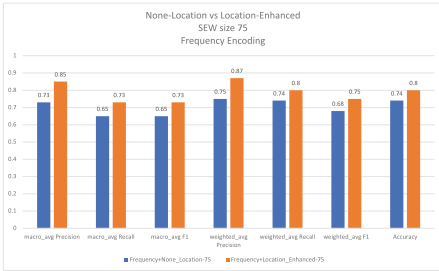 None-Location vs Location-Enhanced
SEW size 75
Frequency Encoding
1
0.9
0.8
0.7
0.6
0.5
0.4
0.3
0.2
0.1
0
0.73 0.85 0.65 0.73 0.65 0.73 0.75 0.87 0.74 0.8 0.68 0.75 0.74 0.8
macro_avg Precision macro_avg Recall macro_avg F1 weighted_avg weighted_avg Recall weighted_avg F1 Accuracy
Precision
Frequency+None_Location-75 Frequency+Location_Enhanced-75